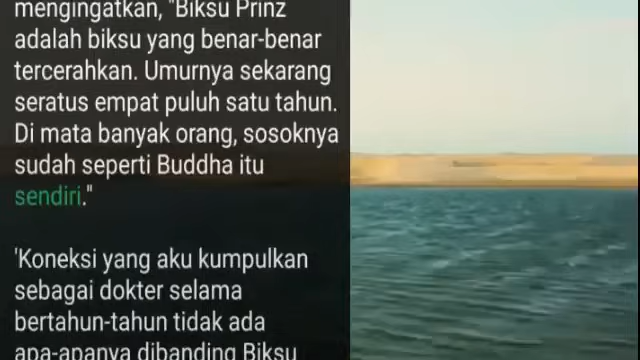 mengingatkan, "Biksu Prinz
adalah biksu yang benar-benar
tercerahkan. Umurnya sekarang
seratus empat puluh satu tahun.
Di mata banyak orang, sosoknya
sudah seperti Buddha itu
sendiri."
'Koneksi yang aku kumpulkan
sebagai dokter selama
bertahun-tahun tidak ada
apa-apanya dibanding Biksu